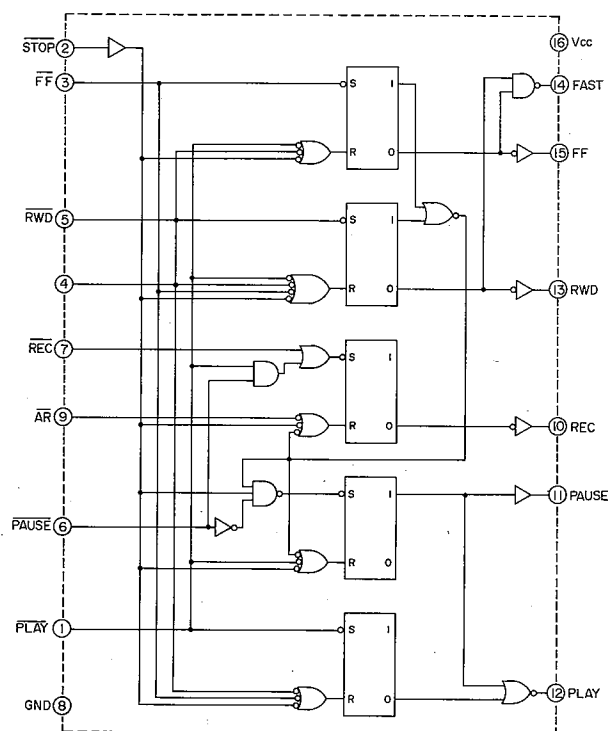 STOP 2
16 Vcc
FF 3
S 1
14 FAST
R 0
15 FF
RWD 5
S 1
4
R 0
13 RWD
REC 7
S 1
AR 9
R 0
10 REC
S 1
11 PAUSE
PAUSE 6
R 0
PLAY 1
S 1
R 0
12 PLAY
GND 8